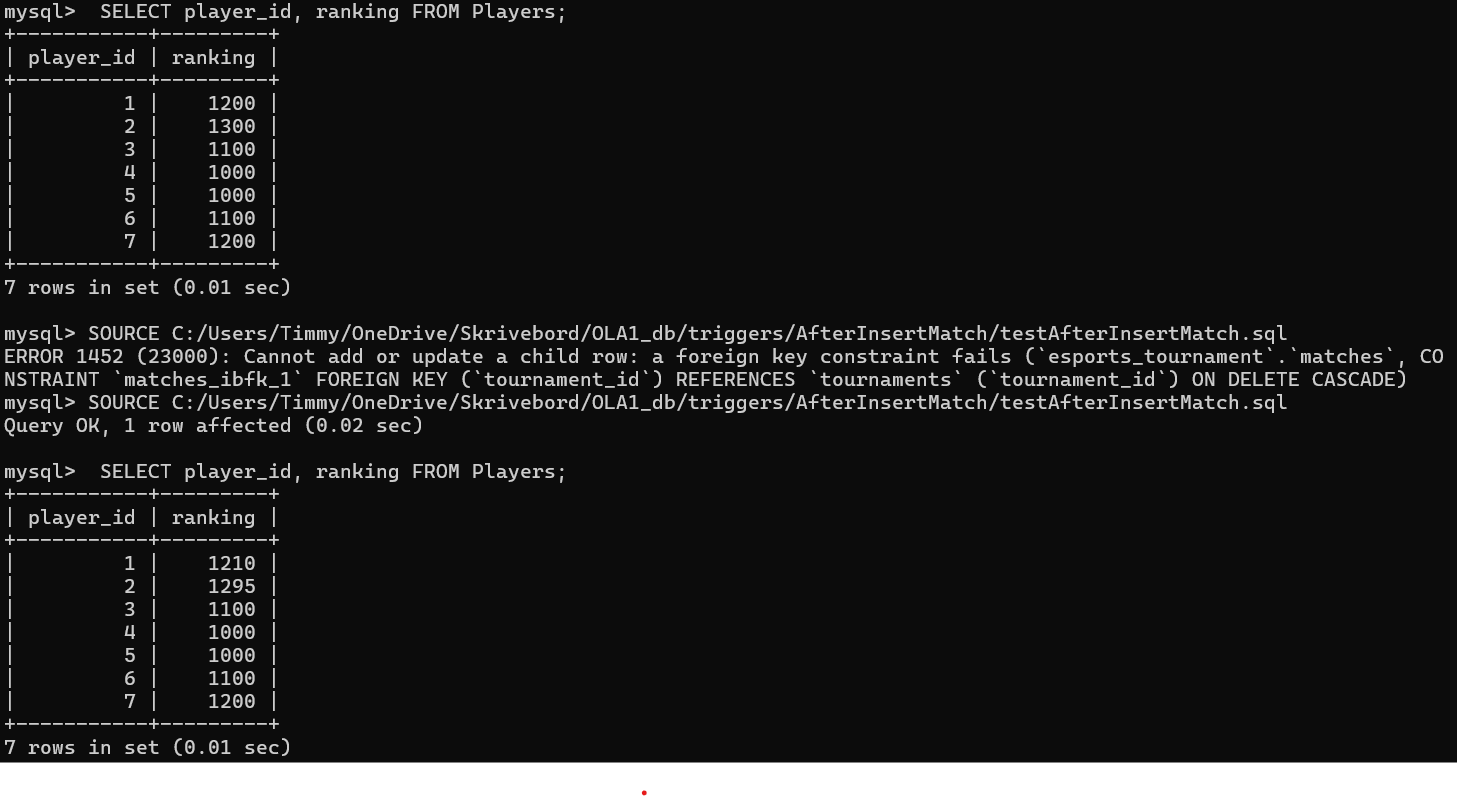 mysql>  SELECT player_id, ranking FROM Players;
+-----------+---------+
| player_id | ranking |
+-----------+---------+
|         1 |    1200 |
|         2 |    1300 |
|         3 |    1100 |
|         4 |    1000 |
|         5 |    1000 |
|         6 |    1100 |
|         7 |    1200 |
+-----------+---------+
7 rows in set (0.01 sec)

mysql> SOURCE C:/Users/Timmy/OneDrive/Skrivebord/OLA1_db/triggers/AfterInsertMatch/testAfterInsertMatch.sql
ERROR 1452 (23000): Cannot add or update a child row: a foreign key constraint fails (`esports_tournament`.`matches`, CO
NSTRAINT `matches_ibfk_1` FOREIGN KEY (`tournament_id`) REFERENCES `tournaments` (`tournament_id`) ON DELETE CASCADE)
mysql> SOURCE C:/Users/Timmy/OneDrive/Skrivebord/OLA1_db/triggers/AfterInsertMatch/testAfterInsertMatch.sql
Query OK, 1 row affected (0.02 sec)

mysql>  SELECT player_id, ranking FROM Players;
+-----------+---------+
| player_id | ranking |
+-----------+---------+
|         1 |    1210 |
|         2 |    1295 |
|         3 |    1100 |
|         4 |    1000 |
|         5 |    1000 |
|         6 |    1100 |
|         7 |    1200 |
+-----------+---------+
7 rows in set (0.01 sec)